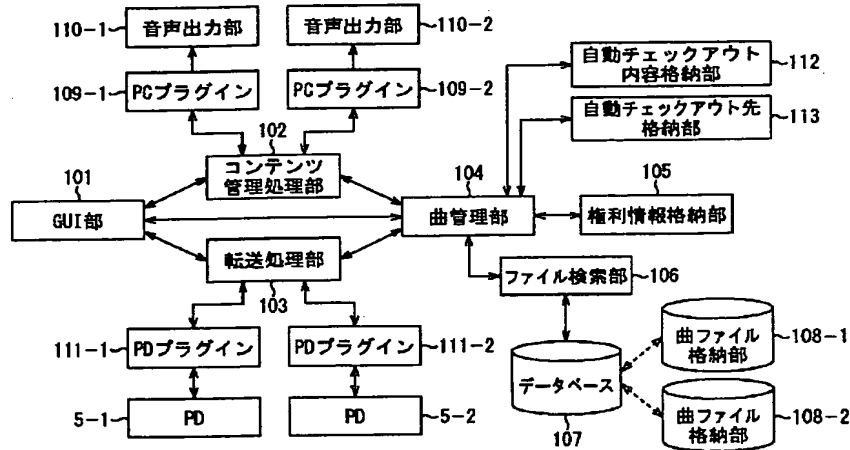 110-1 音声出力部 音声出力部 110-2
109-1 PCプラグイン PCプラグイン 109-2
自動チェックアウト
内容格納部 112
自動チェックアウト先
格納部 113
102
コンテンツ
管理処理部
101
GUI部
104
曲管理部
105
権利情報格納部
転送処理部
103
ファイル検索部 106
111-1 PDプラグイン PDプラグイン 111-2
5-1 PD PD 5-2
データベース
107
曲ファイル
格納部 108-1
曲ファイル
格納部 108-2